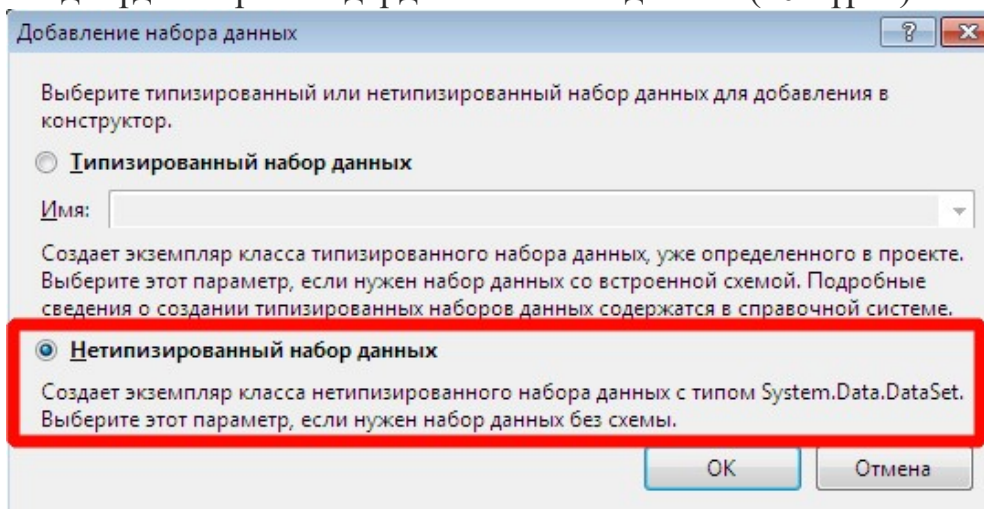 Добавление набора данных
Выберите типизированный или нетипизированный набор данных для добавления в
конструктор.
Типизированный набор данных
Имя:
Создает экземпляр класса типизированного набора данных, уже определенного в проекте.
Выберите этот параметр, если нужен набор данных со встроенной схемой. Подробные
сведения о создании типизированных наборов данных содержатся в справочной системе.
Нетипизированный набор данных
Создает экземпляр класса нетипизированного набора данных с типом System.Data.DataSet.
Выберите этот параметр, если нужен набор данных без схемы.
ОК Отмена